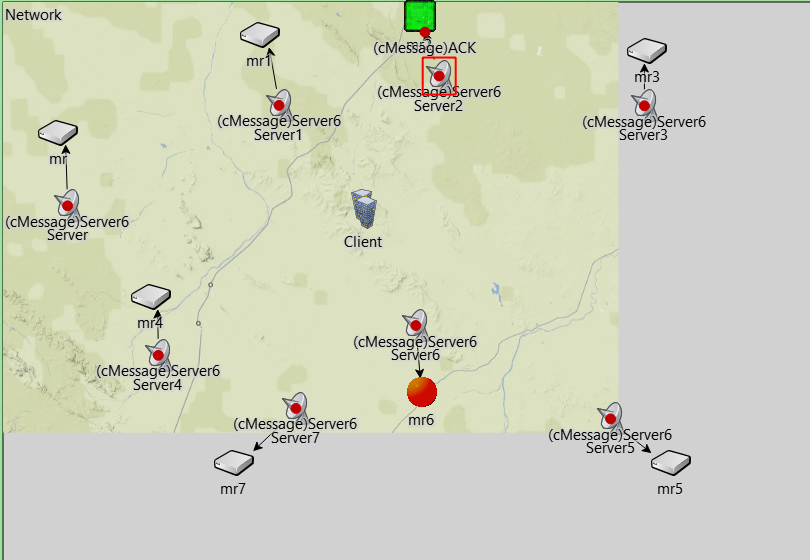 Network
(cMessage)ACK
mr1
mr3
(cMessage)Server6
Server2
(cMessage)Server6
Server1
(cMessage)Server6
Server3
mr
(cMessage)Server6
Server
Client
mr4
(cMessage)Server6
Server6
(cMessage)Server6
Server4
mr6
(cMessage)Server6
Server7
(cMessage)Server6
Server5
mr7
mr5